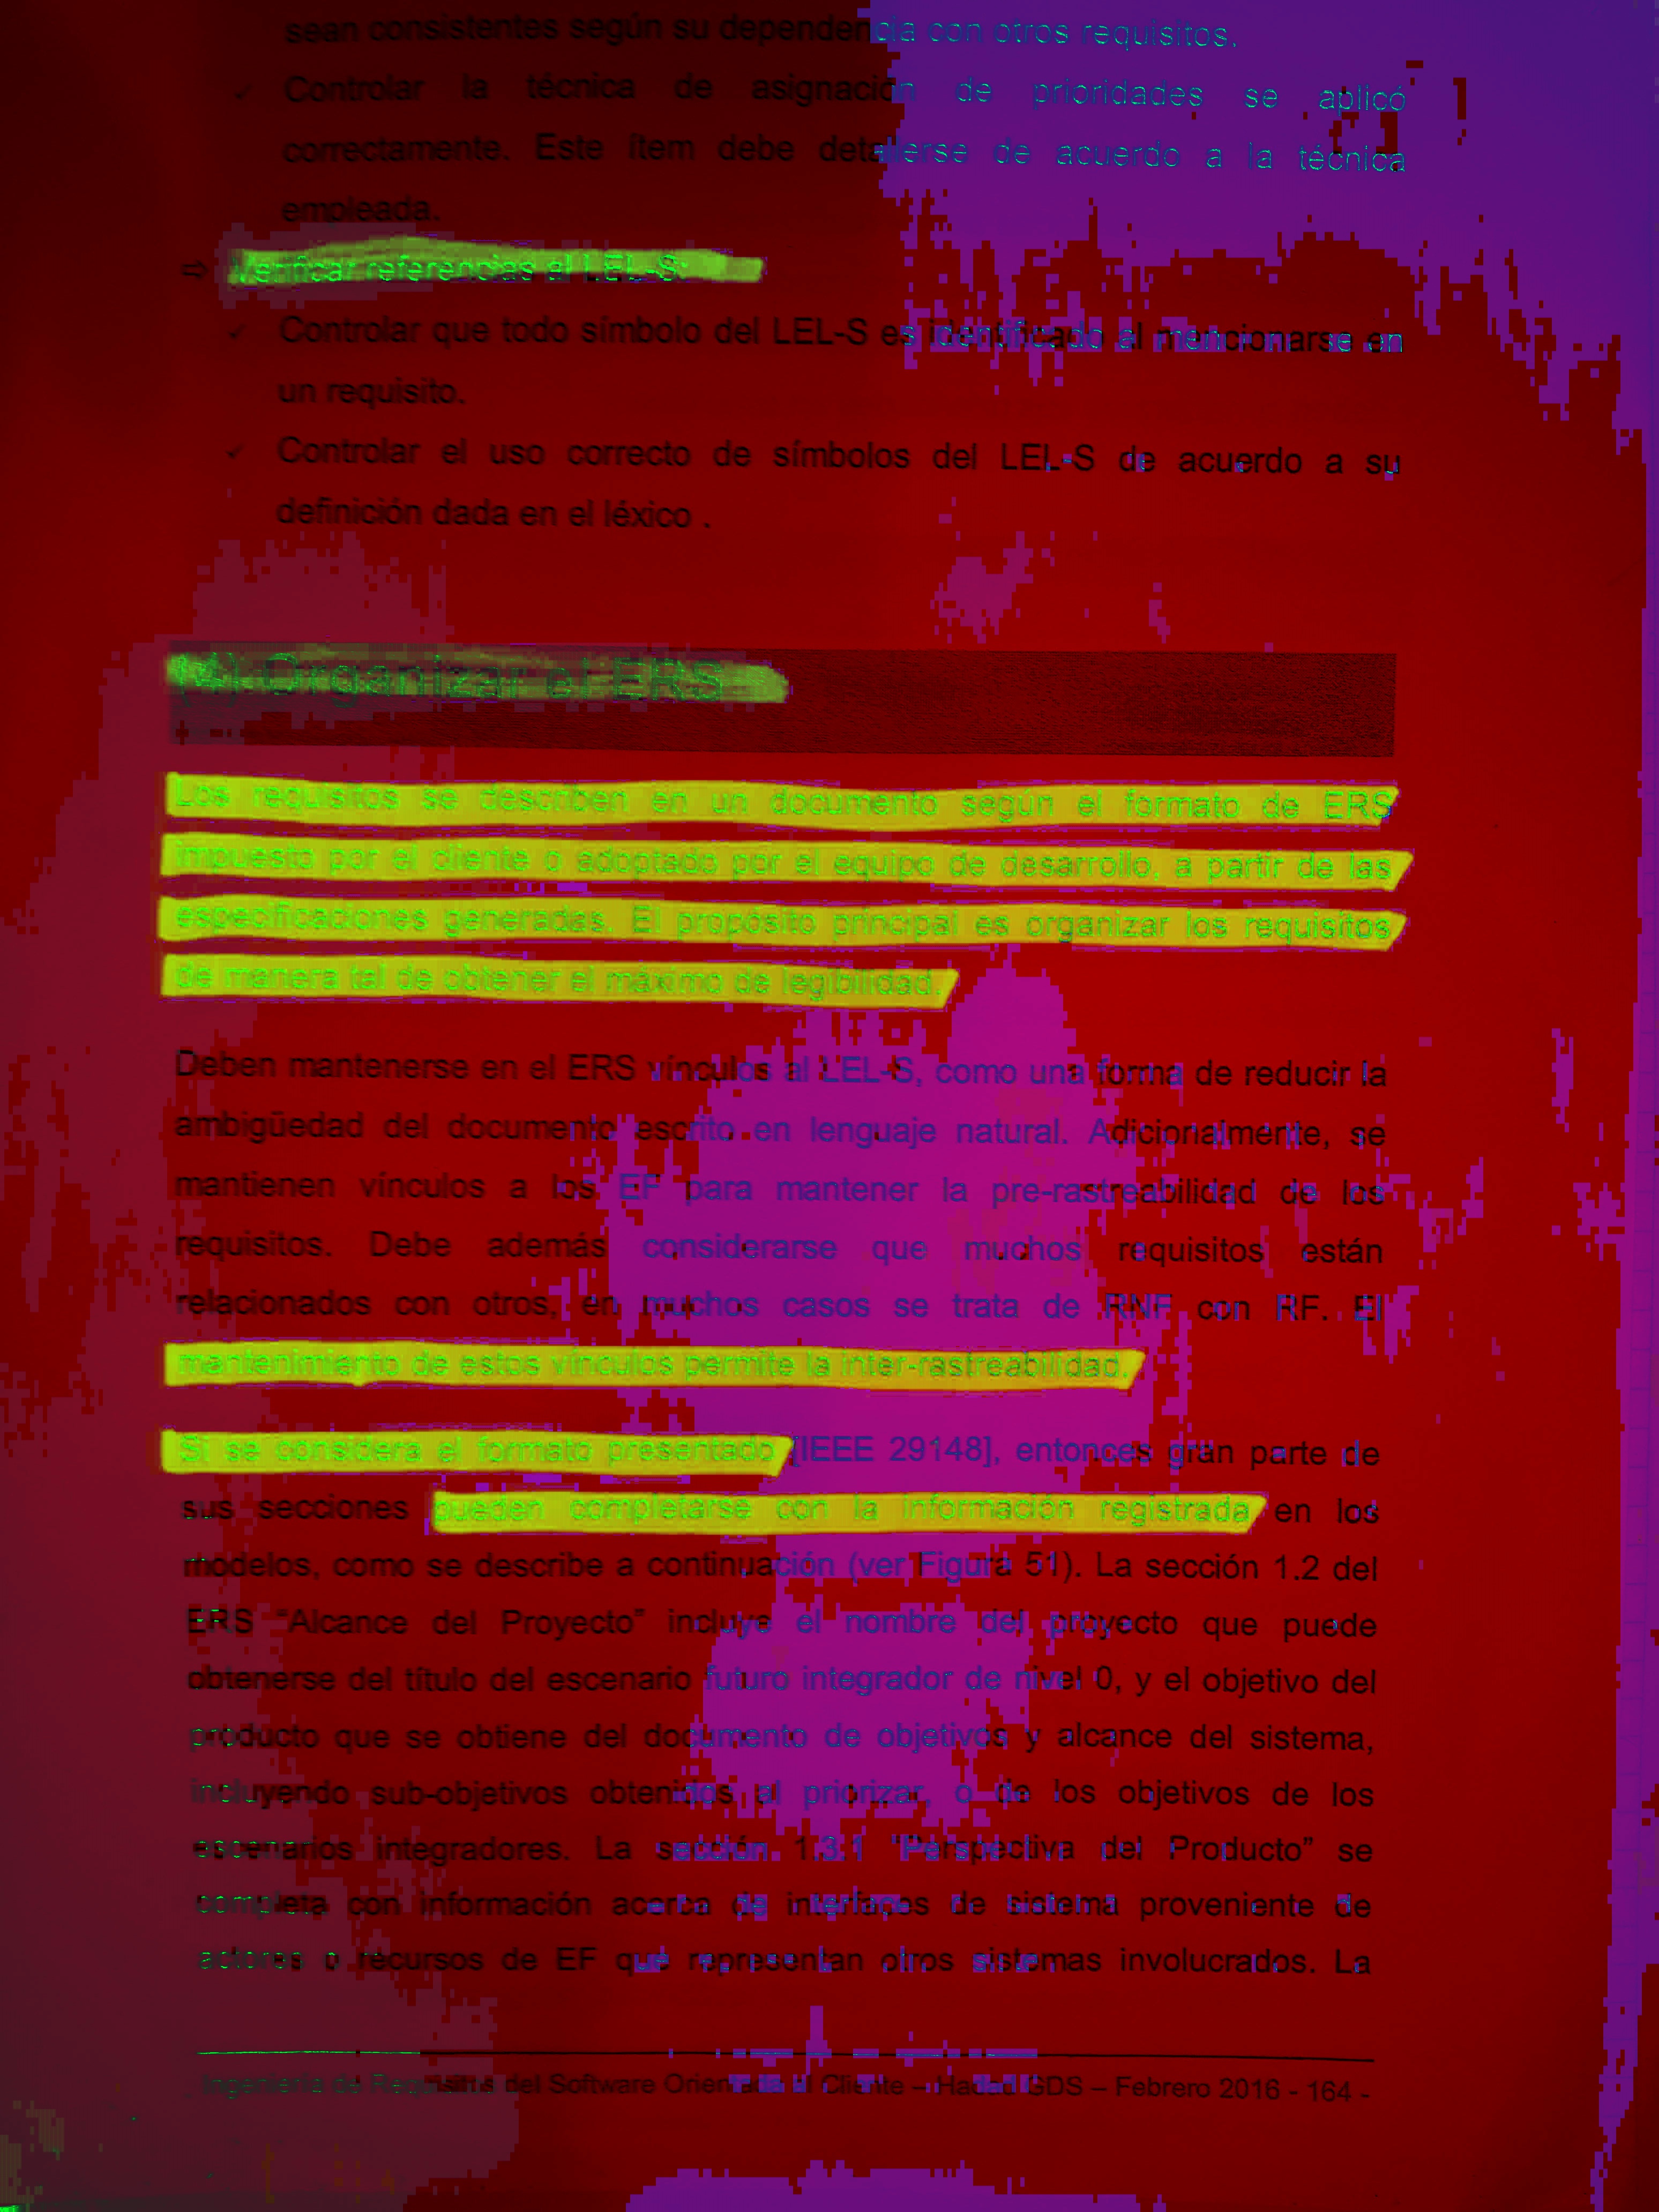 sean consistentes según su dependencia con otros requisitos.
✓ Controlar la técnica de asignación de prioridades se aplicó
correctamente. Este ítem debe detallerse de acuerdo a la técnica
empleada.
⇨ Verificar referencias al LEL-S:
✓ Controlar que todo símbolo del LEL-S es identificado al mencionarse en
un requisito.
✓ Controlar el uso correcto de símbolos del LEL-S de acuerdo a su
definición dada en el léxico .
(4) Organizar el ERS
Los requisitos se describen en un documento según el formato de ERS
impuesto por el cliente o adoptado por el equipo de desarrollo, a partir de las
especificaciones generadas. El propósito principal es organizar los requisitos
de manera tal de obtener el máximo de legibilidad.
Deben mantenerse en el ERS vínculos al LEL-S, como una forma de reducir la
ambigüedad del documento escrito en lenguaje natural. Adicionalmente, se
mantienen vínculos a los EF para mantener la pre-rastreabilidad de los
requisitos. Debe además considerarse que muchos requisitos están
relacionados con otros, en muchos casos se trata de RNF con RF. El
mantenimiento de estos vínculos permite la inter-rastreabilidad.
Si se considera el formato presentado [IEEE 29148], entonces gran parte de
sus secciones pueden completarse con la información registrada en los
modelos, como se describe a continuación (ver Figura 51). La sección 1.2 del
ERS “Alcance del Proyecto” incluye el nombre del proyecto que puede
obtenerse del título del escenario futuro integrador de nivel 0, y el objetivo del
producto que se obtiene del documento de objetivos y alcance del sistema,
incluyendo sub-objetivos obtenidos al priorizar, o de los objetivos de los
escenarios integradores. La sección 1.3.1 “Perspectiva del Producto” se
completa con información acerca de interfaces de sistema proveniente de
actores o recursos de EF que representan otros sistemas involucrados. La
Ingeniería de Requisitos del Software Orientada al Cliente – Hadad GDS – Febrero 2016 - 164 -